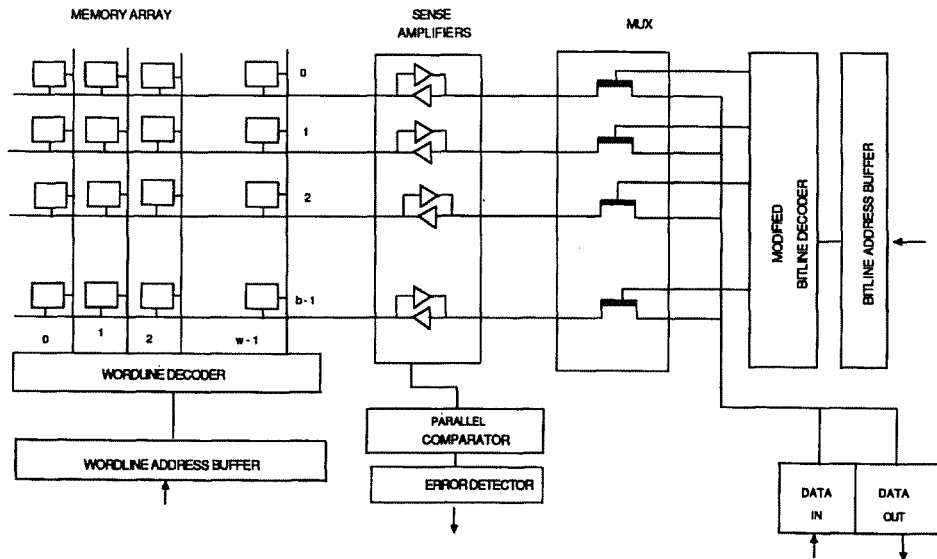 MEMORY ARRAY
SENSE
AMPLIFIERS
MUX
0
1
2
b-1
0
1
2
w-1
WORDLINE DECODER
WORDLINE ADDRESS BUFFER
PARALLEL
COMPARATOR
ERROR DETECTOR
MODIFIED
BITLINE DECODER
BITLINE ADDRESS BUFFER
DATA
IN
DATA
OUT